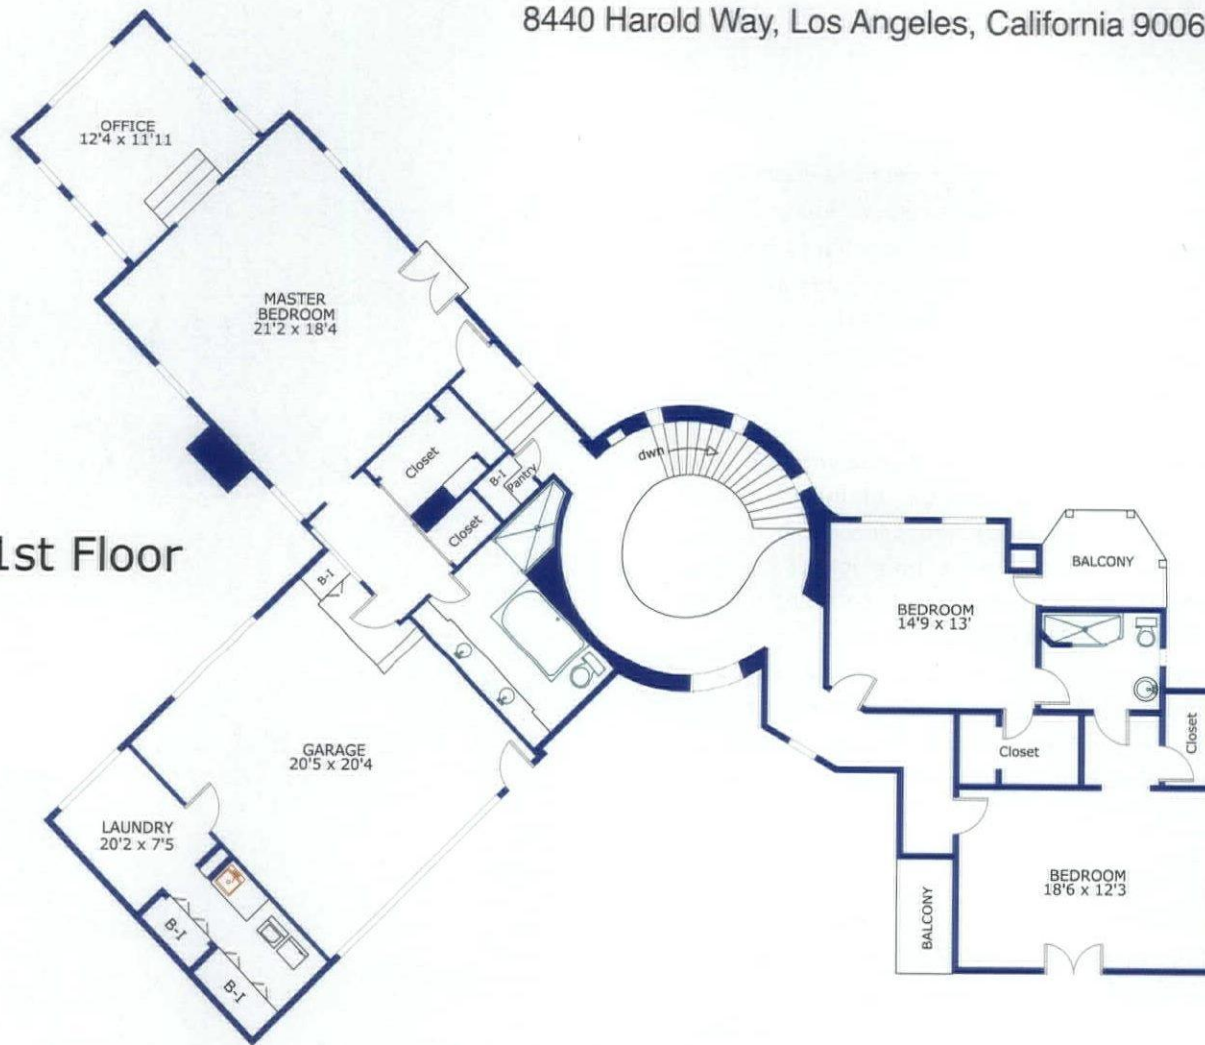 8440 Harold Way, Los Angeles, California 9006
OFFICE
12'4 x 11'11
MASTER
BEDROOM
21'2 x 18'4
Closet
B-I
Pantry
Closet
dwn
1st Floor
B-I
BALCONY
BEDROOM
14'9 x 13'
Closet
Closet
GARAGE
20'5 x 20'4
LAUNDRY
20'2 x 7'5
B-I
B-I
BALCONY
BEDROOM
18'6 x 12'3